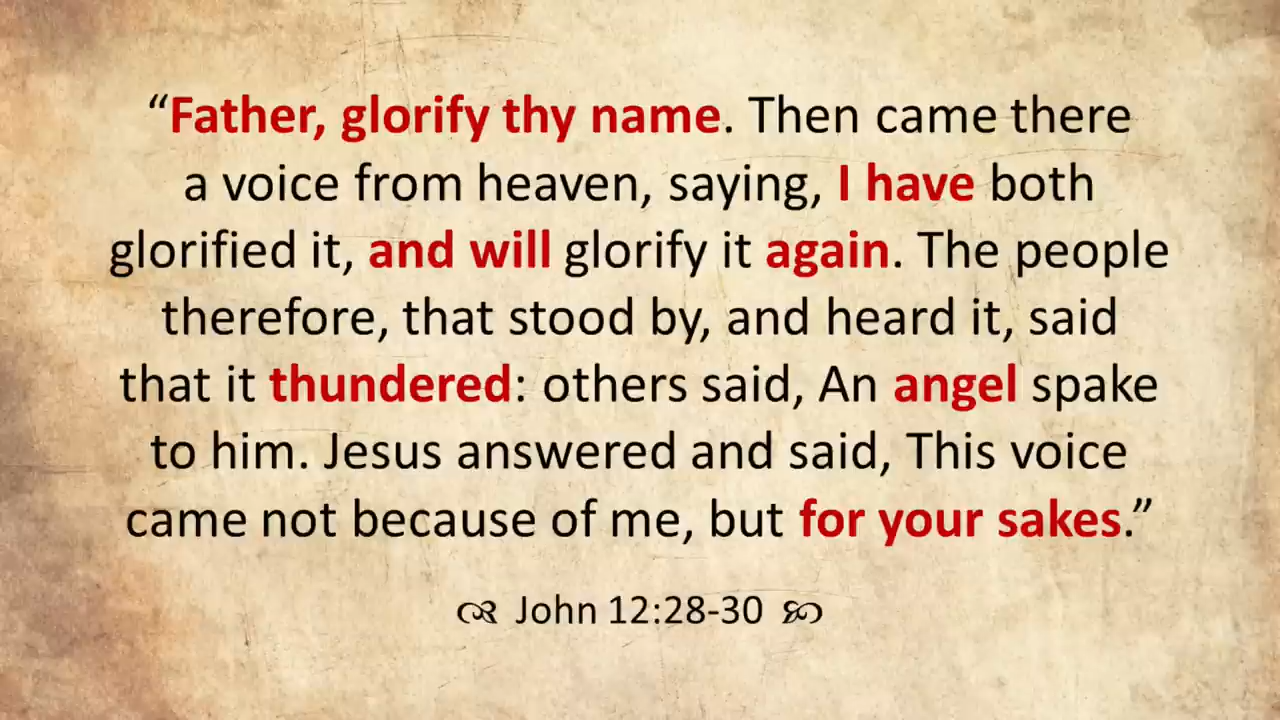 “Father, glorify thy name. Then came there
a voice from heaven, saying, I have both
glorified it, and will glorify it again. The people
therefore, that stood by, and heard it, said
that it thundered: others said, An angel spake
to him. Jesus answered and said, This voice
came not because of me, but for your sakes.”
John 12:28-30